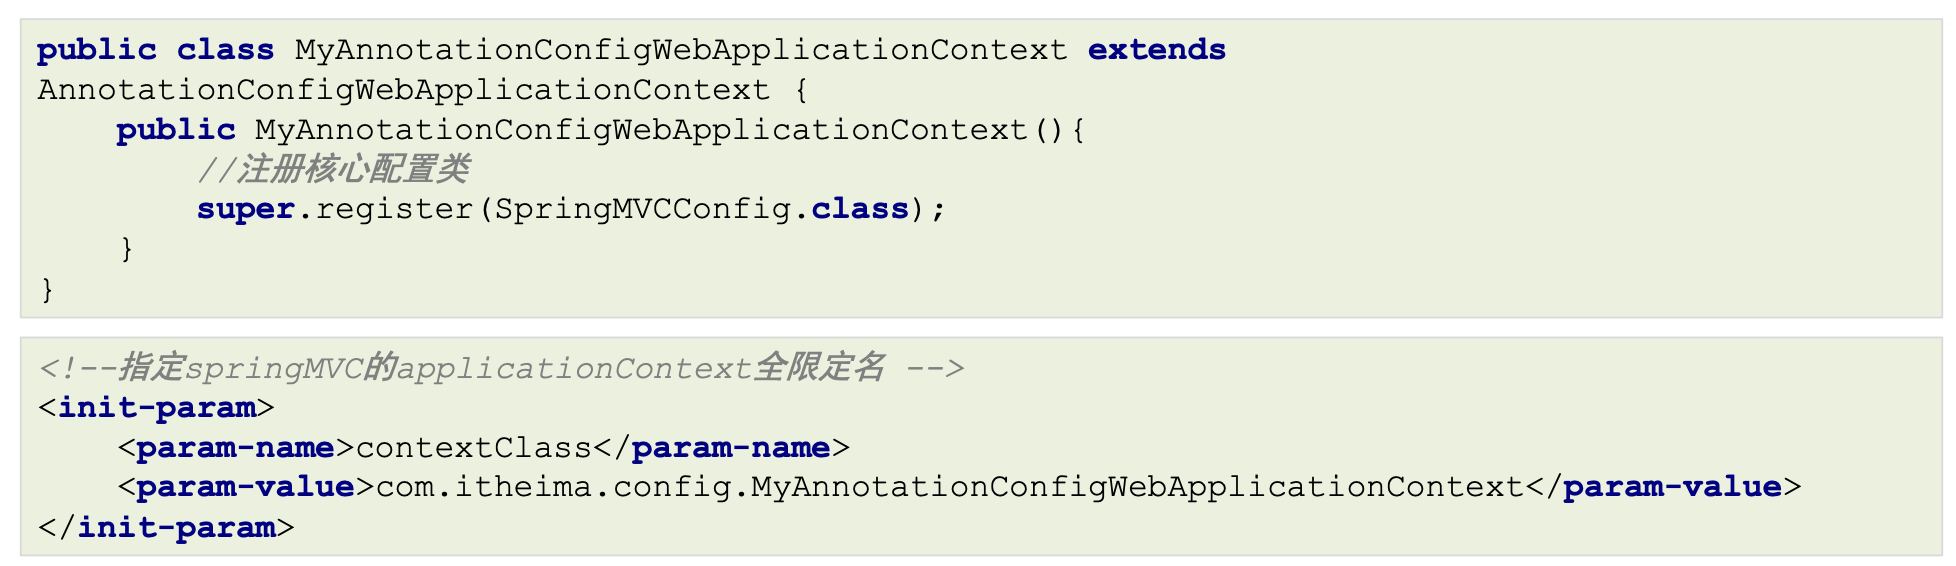 public class MyAnnotationConfigWebApplicationContext extends
AnnotationConfigWebApplicationContext {
    public MyAnnotationConfigWebApplicationContext(){
        //注册核心配置类
        super.register(SpringMVCConfig.class);
    }
}
<!--指定springMVC的applicationContext全限定名 -->
<init-param>
    <param-name>contextClass</param-name>
    <param-value>com.itheima.config.MyAnnotationConfigWebApplicationContext</param-value>
</init-param>